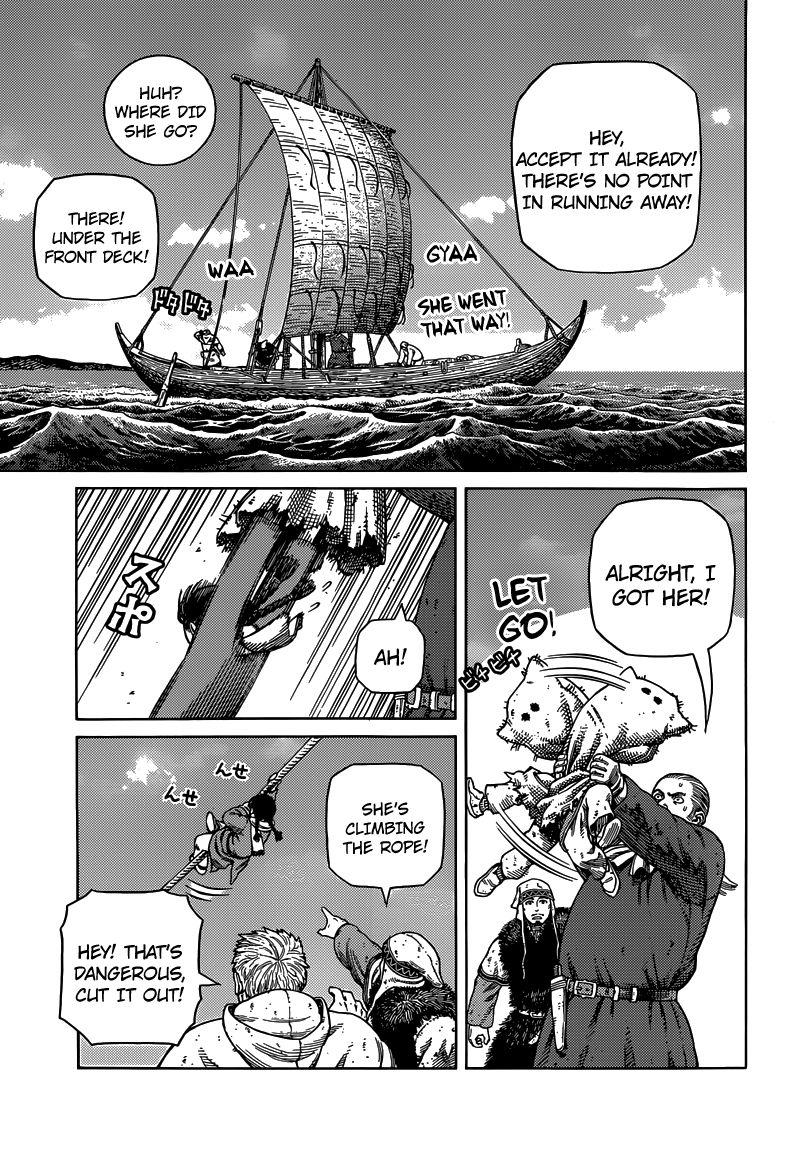 HEY,
ACCEPT IT ALREADY!
THERE'S NO POINT
IN RUNNING AWAY!
HUH?
WHERE DID
SHE GO?
THERE!
UNDER THE
FRONT DECK!
GYAA
WAA
SHE WENT
THAT WAY!
ドタドタ
ALRIGHT, I
GOT HER!
LET
GO!
ビチビチ
スポ
AH!
SHE'S
CLIMBING
THE ROPE!
んせ
んせ
HEY! THAT'S
DANGEROUS,
CUT IT OUT!